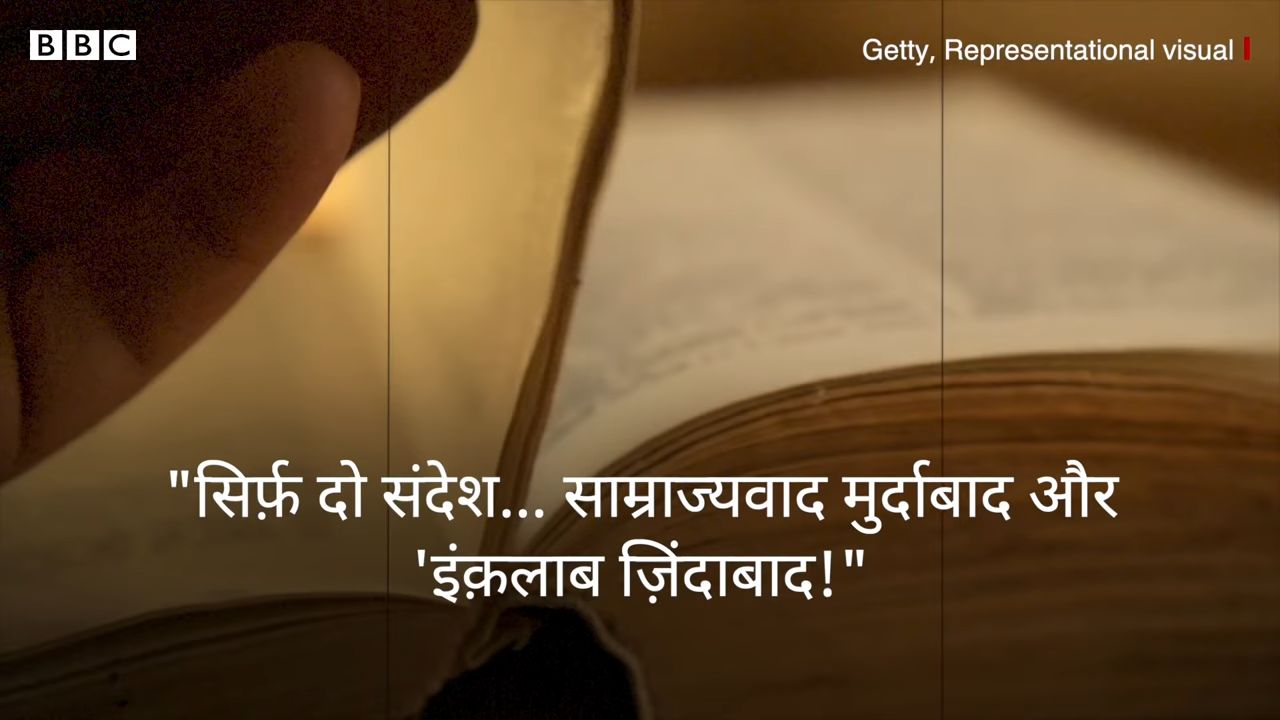 BBC
Getty, Representational visual
"सिर्फ़ दो संदेश... साम्राज्यवाद मुर्दाबाद और
'इंक़लाब ज़िंदाबाद!"